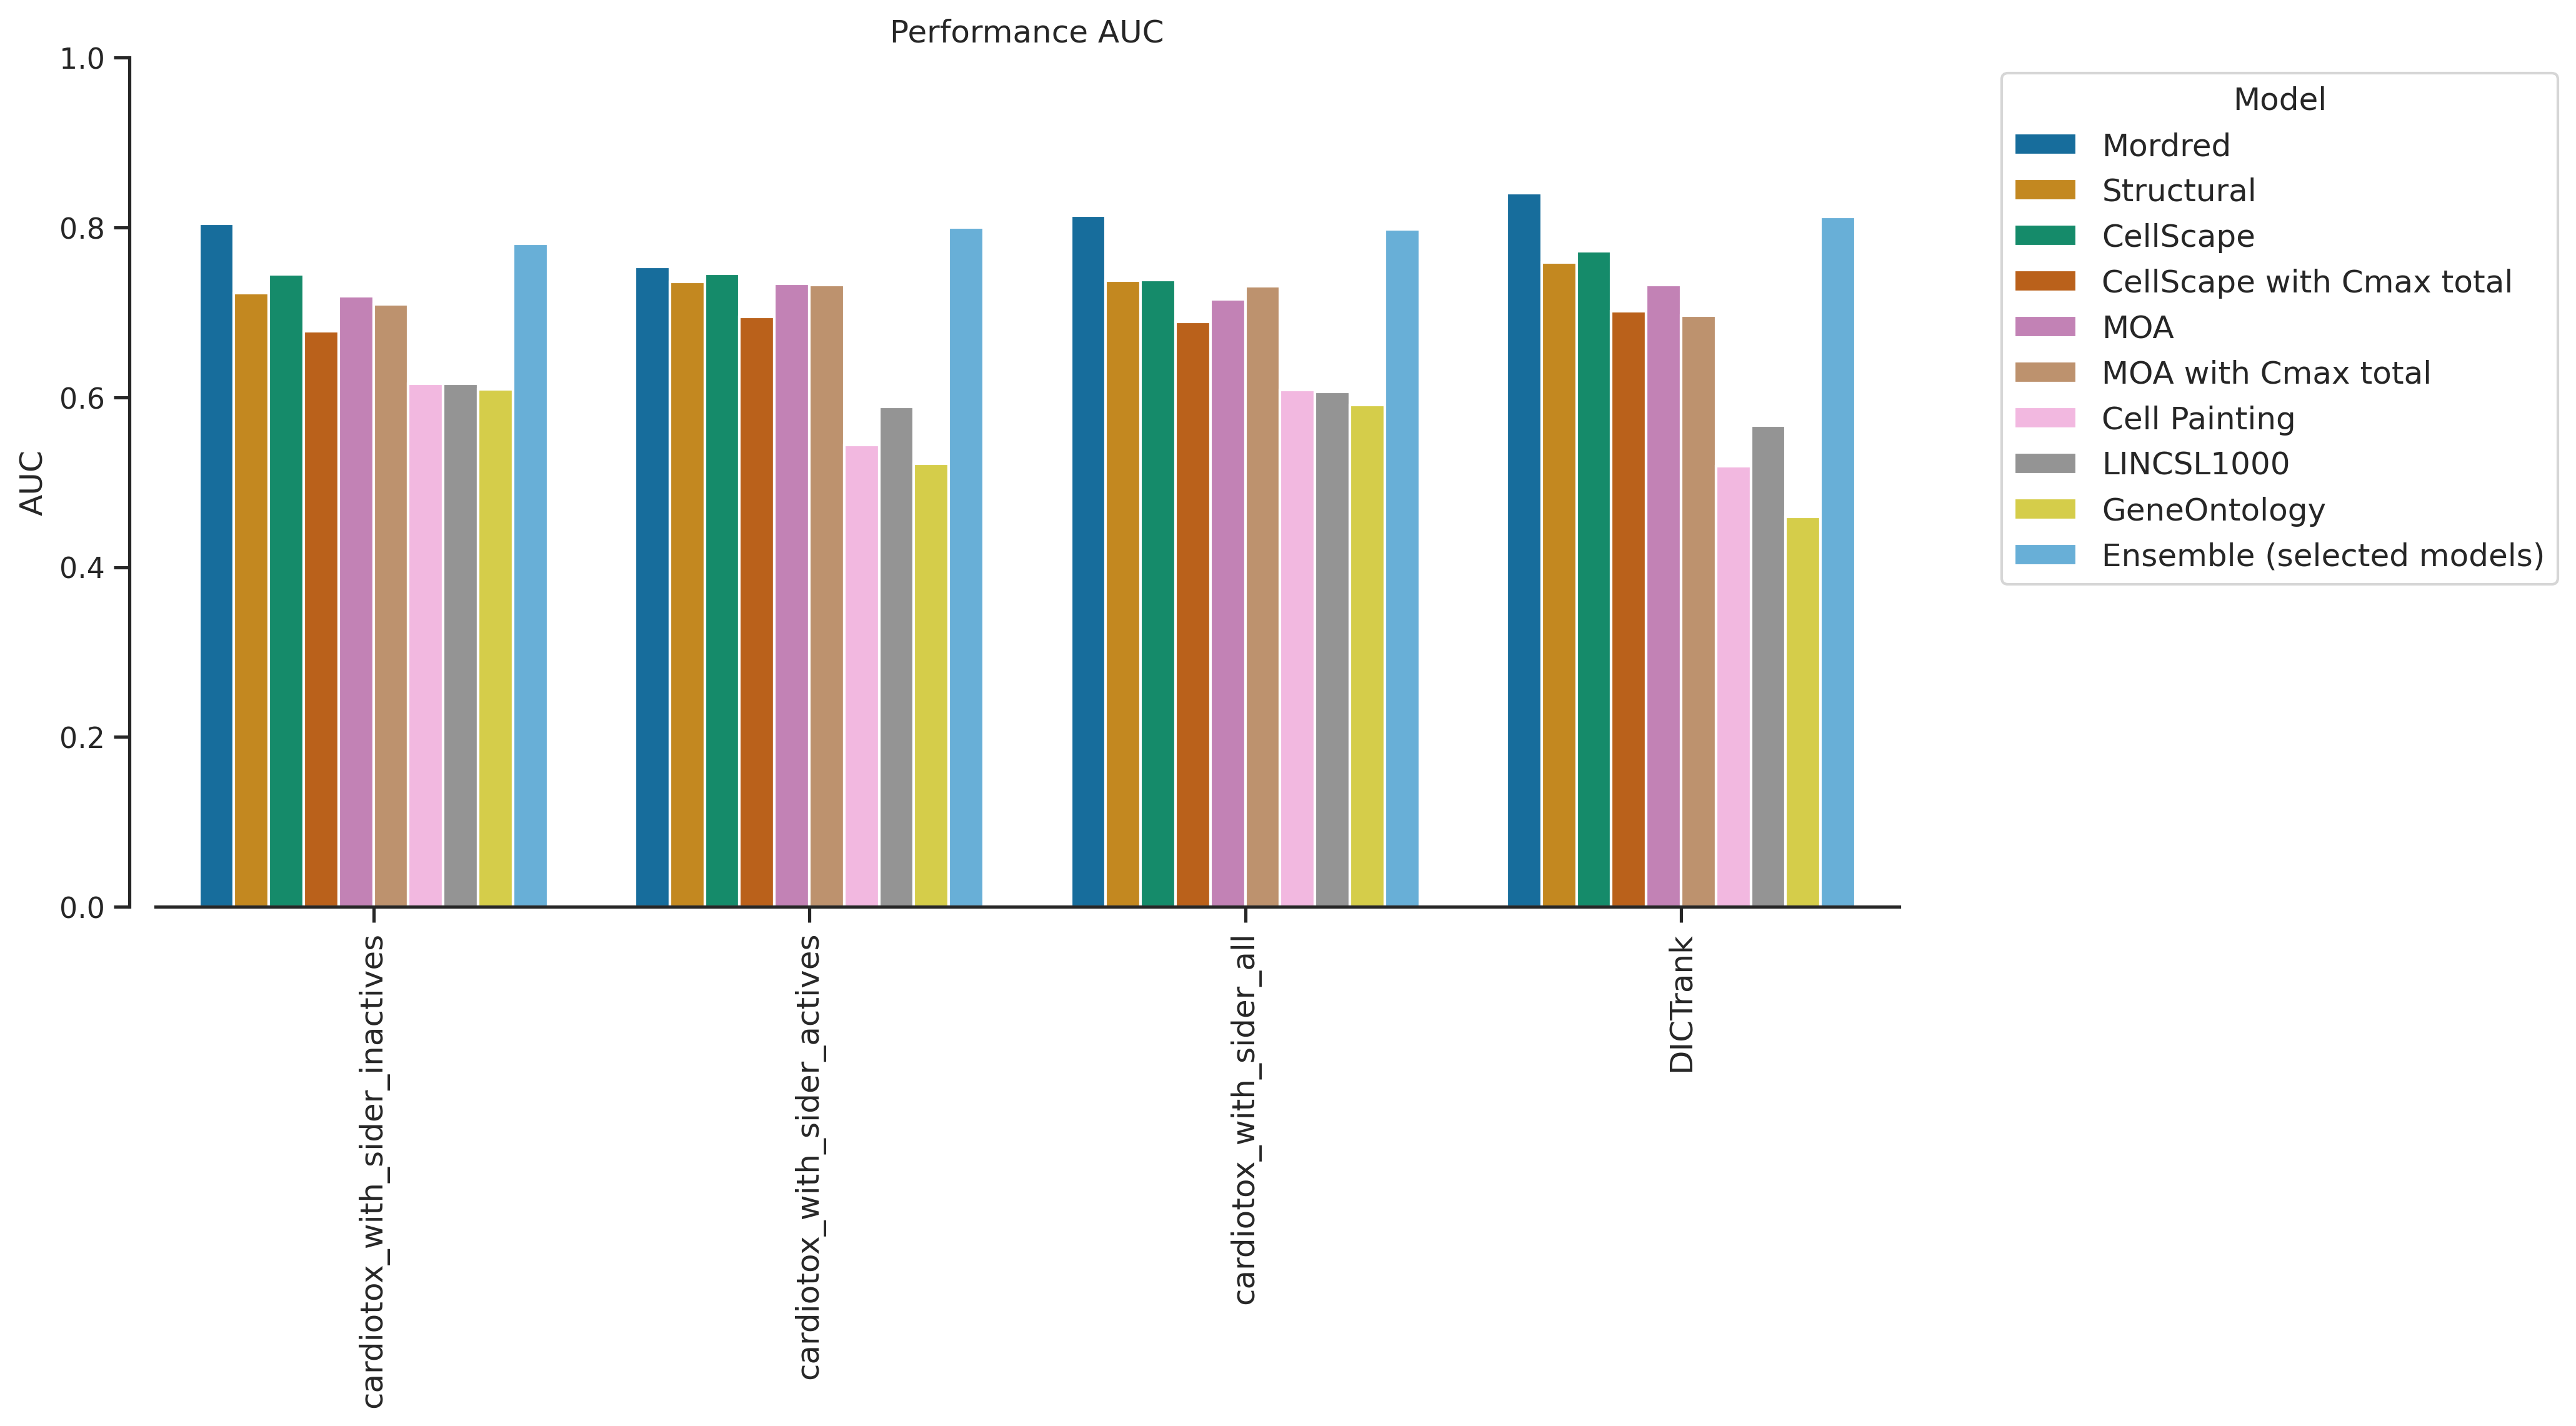 Performance AUC
1.0
0.8
0.6
0.4
0.2
0.0
AUC
cardiotox_with_sider_inactives
cardiotox_with_sider_actives
cardiotox_with_sider_all
DICTrank
Model
Mordred
Structural
CellScape
CellScape with Cmax total
MOA
MOA with Cmax total
Cell Painting
LINCSL1000
GeneOntology
Ensemble (selected models)